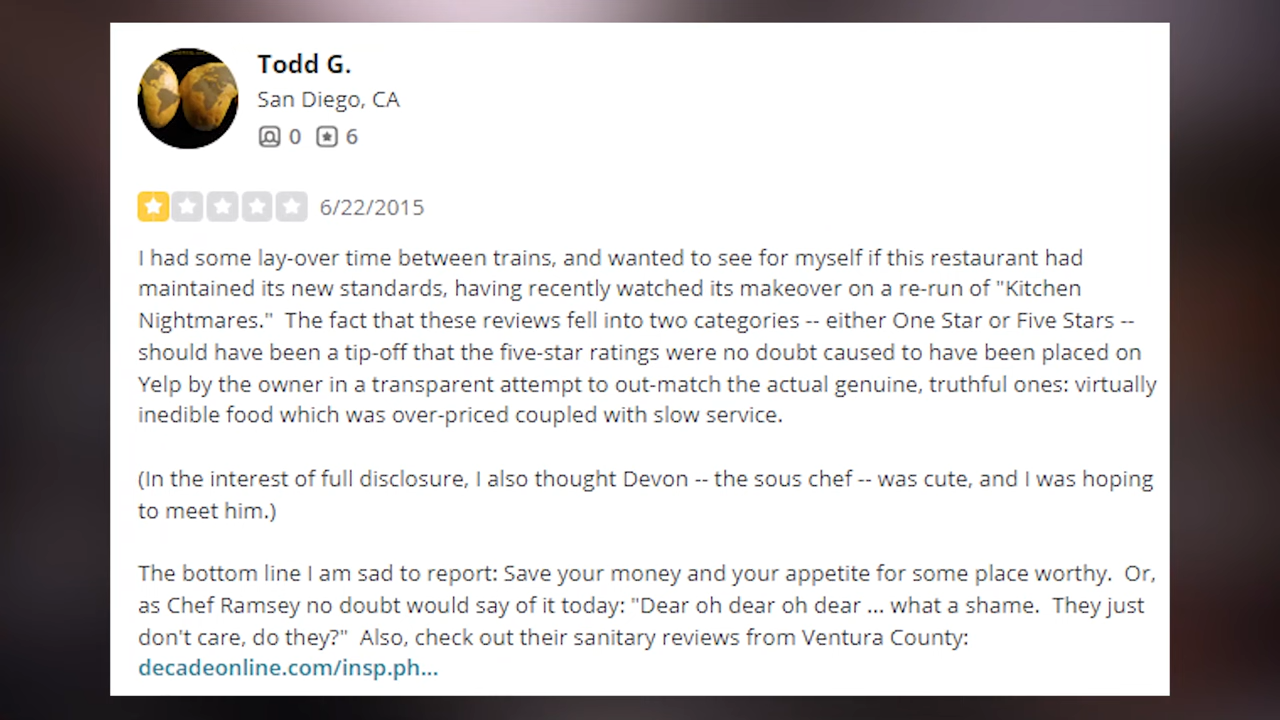 Todd G.
San Diego, CA
0 6
6/22/2015
I had some lay-over time between trains, and wanted to see for myself if this restaurant had
maintained its new standards, having recently watched its makeover on a re-run of "Kitchen
Nightmares."  The fact that these reviews fell into two categories -- either One Star or Five Stars --
should have been a tip-off that the five-star ratings were no doubt caused to have been placed on
Yelp by the owner in a transparent attempt to out-match the actual genuine, truthful ones: virtually
inedible food which was over-priced coupled with slow service.
(In the interest of full disclosure, I also thought Devon -- the sous chef -- was cute, and I was hoping
to meet him.)
The bottom line I am sad to report: Save your money and your appetite for some place worthy.  Or,
as Chef Ramsey no doubt would say of it today: "Dear oh dear oh dear ... what a shame.  They just
don't care, do they?"  Also, check out their sanitary reviews from Ventura County:
decadeonline.com/insp.ph...